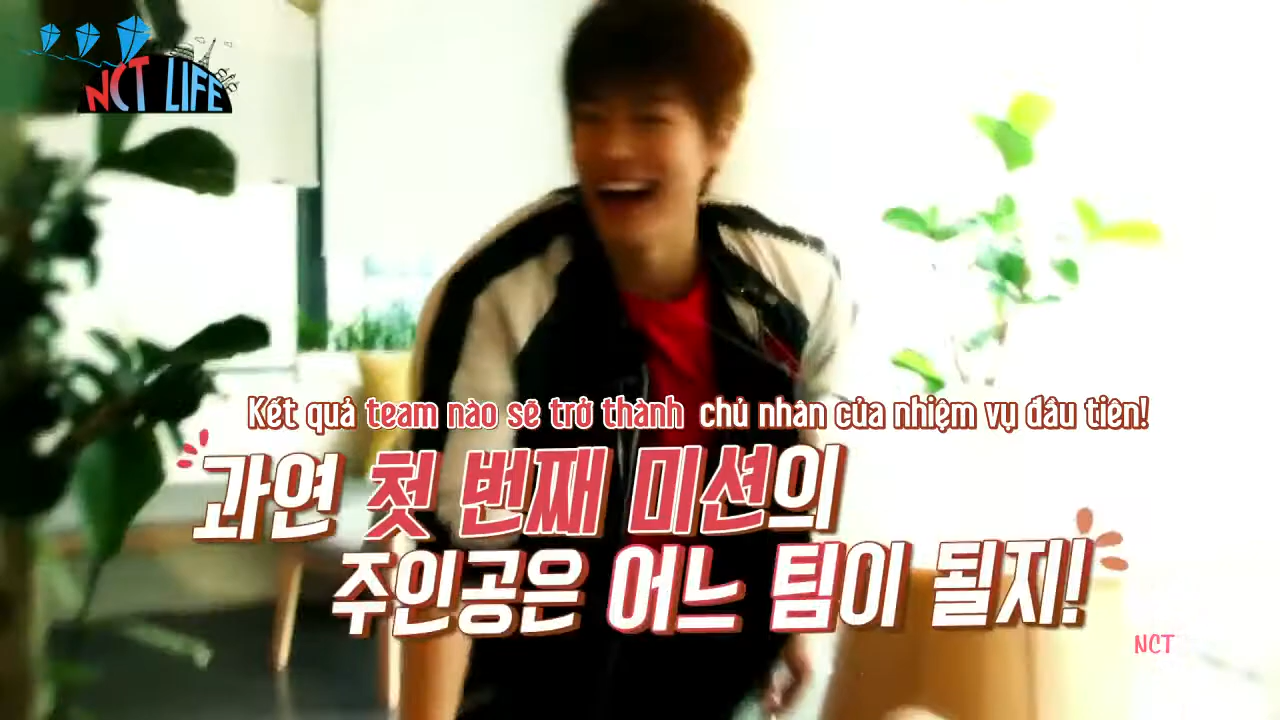 NCT LIFE
Kết quả team nào sẽ trở thành chủ nhân của nhiệm vụ đầu tiên!
과연 첫 번째 미션의
주인공은 어느 팀이 될지!
NCT